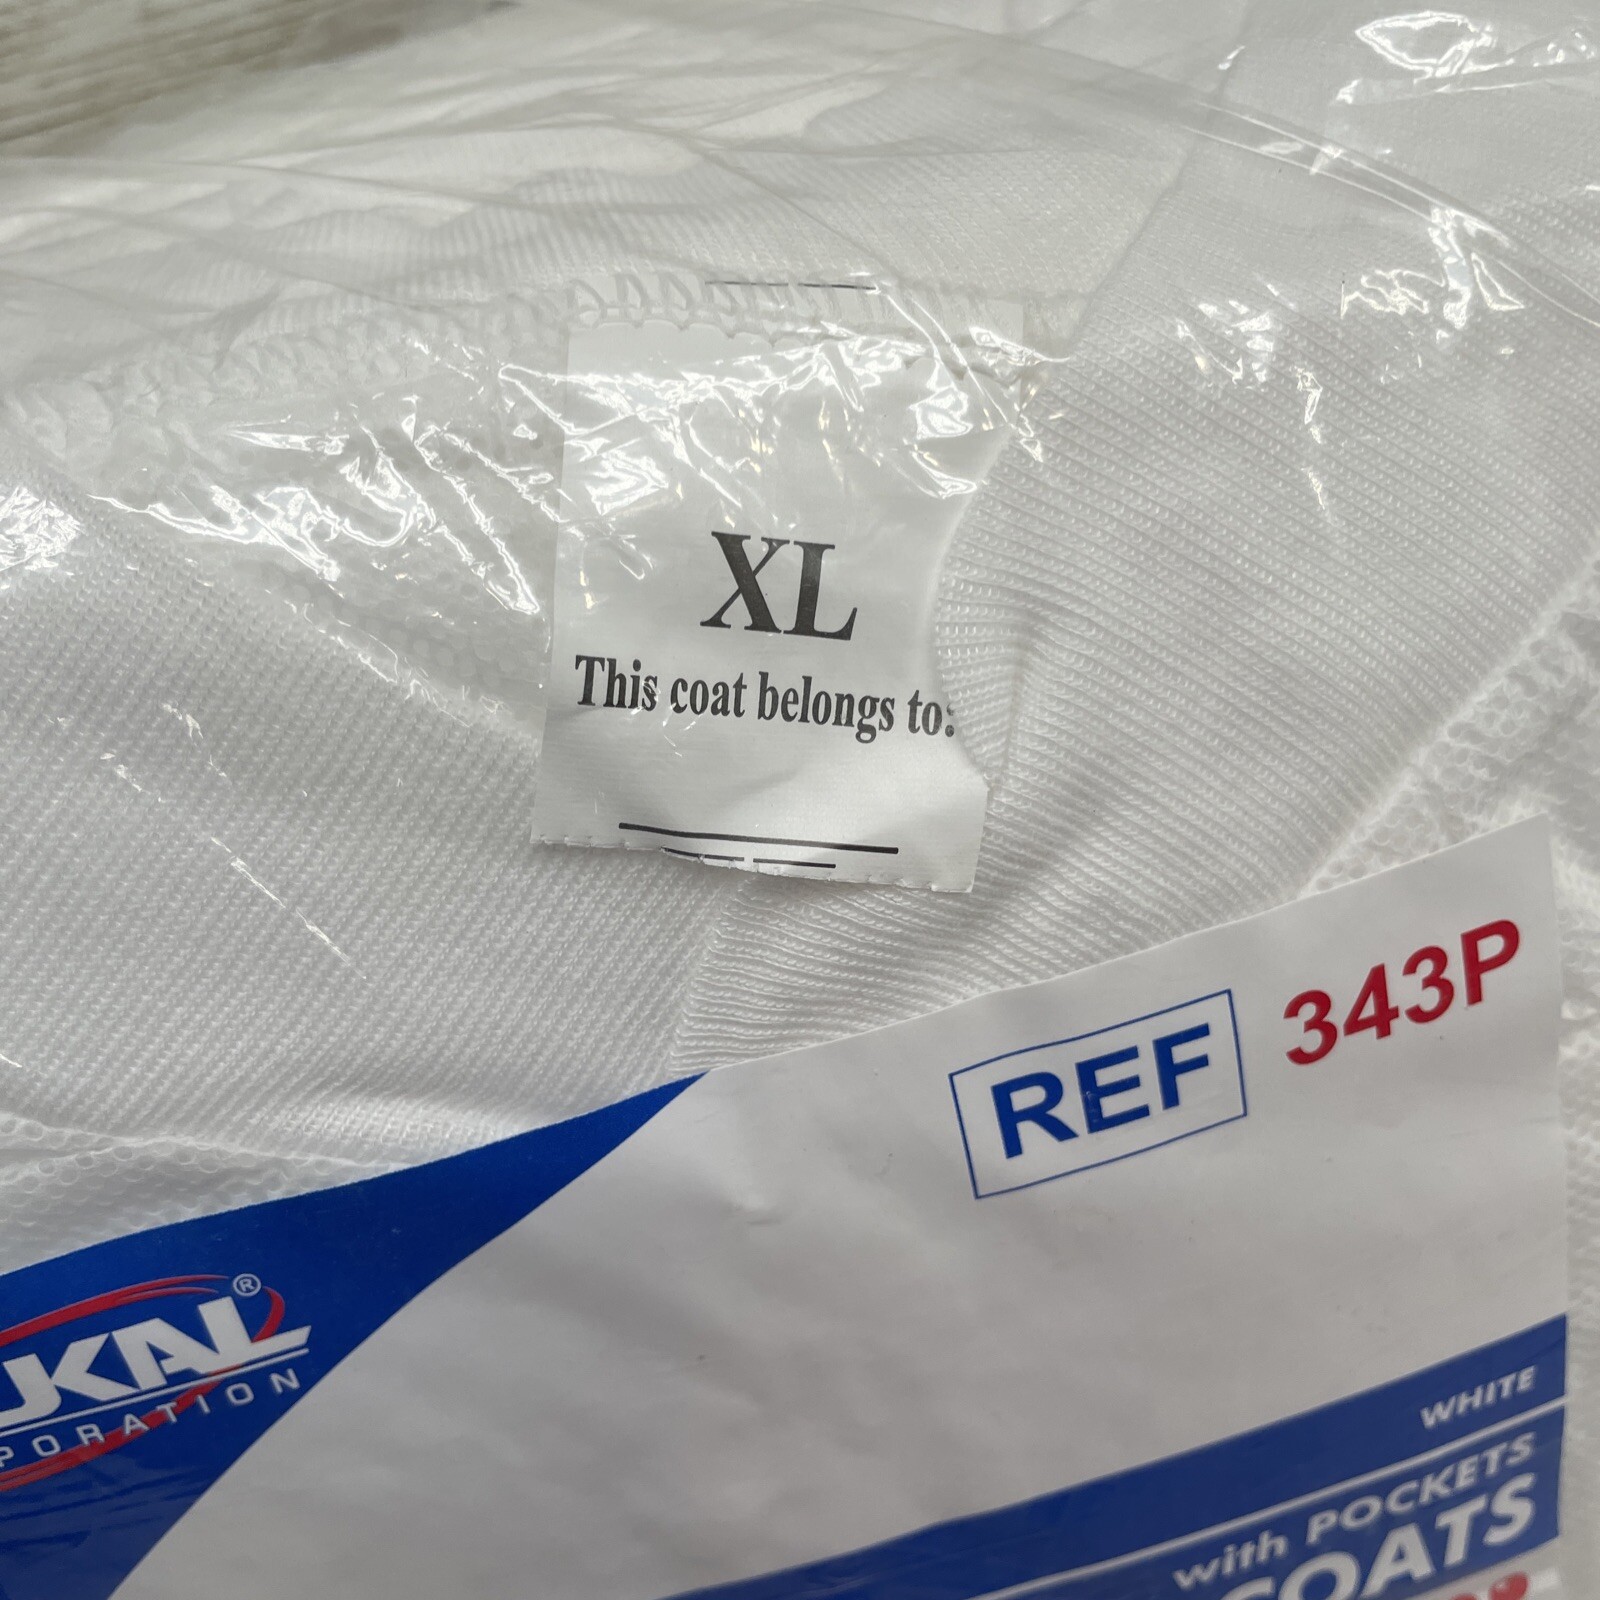 XL
This coat belongs to:
REF 343P
UKAL®
PORATION
WHITE
with POCKETS
COATS